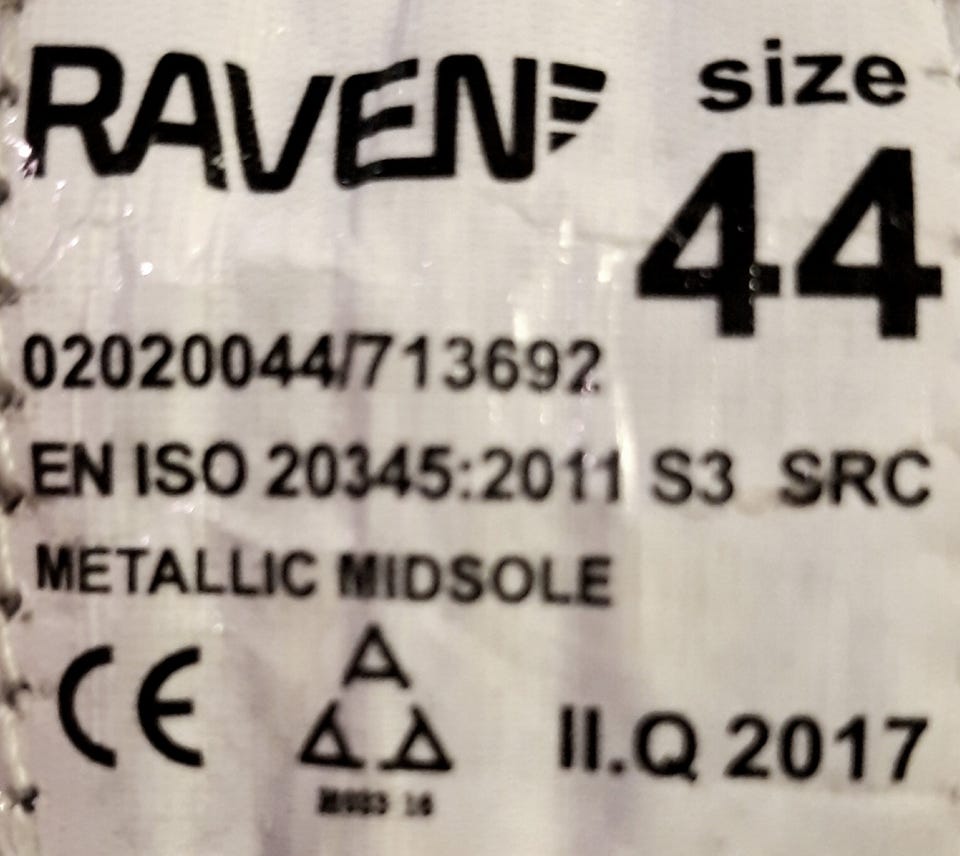 RAVEN
size
44
02020044/713692
EN ISO 20345:2011 S3 SRC
METALLIC MIDSOLE
CE
A
A A
II.Q 2017